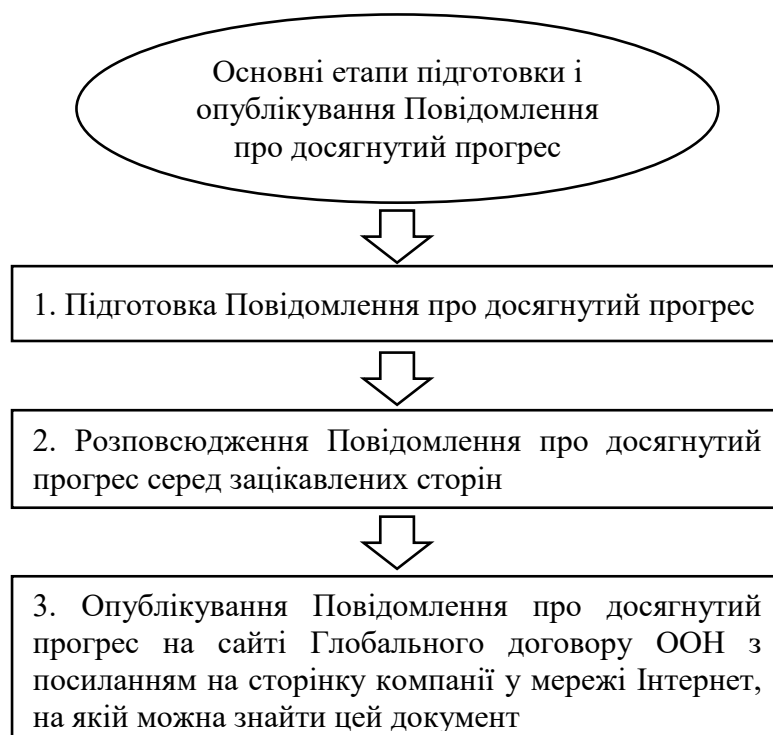 Основні етапи підготовки і
опублікування Повідомлення
про досягнутий прогрес
1. Підготовка Повідомлення про досягнутий прогрес
2. Розповсюдження Повідомлення про досягнутий
прогрес серед зацікавлених сторін
3. Опублікування Повідомлення про досягнутий
прогрес на сайті Глобального договору ООН з
посиланням на сторінку компанії у мережі Інтернет,
на якій можна знайти цей документ